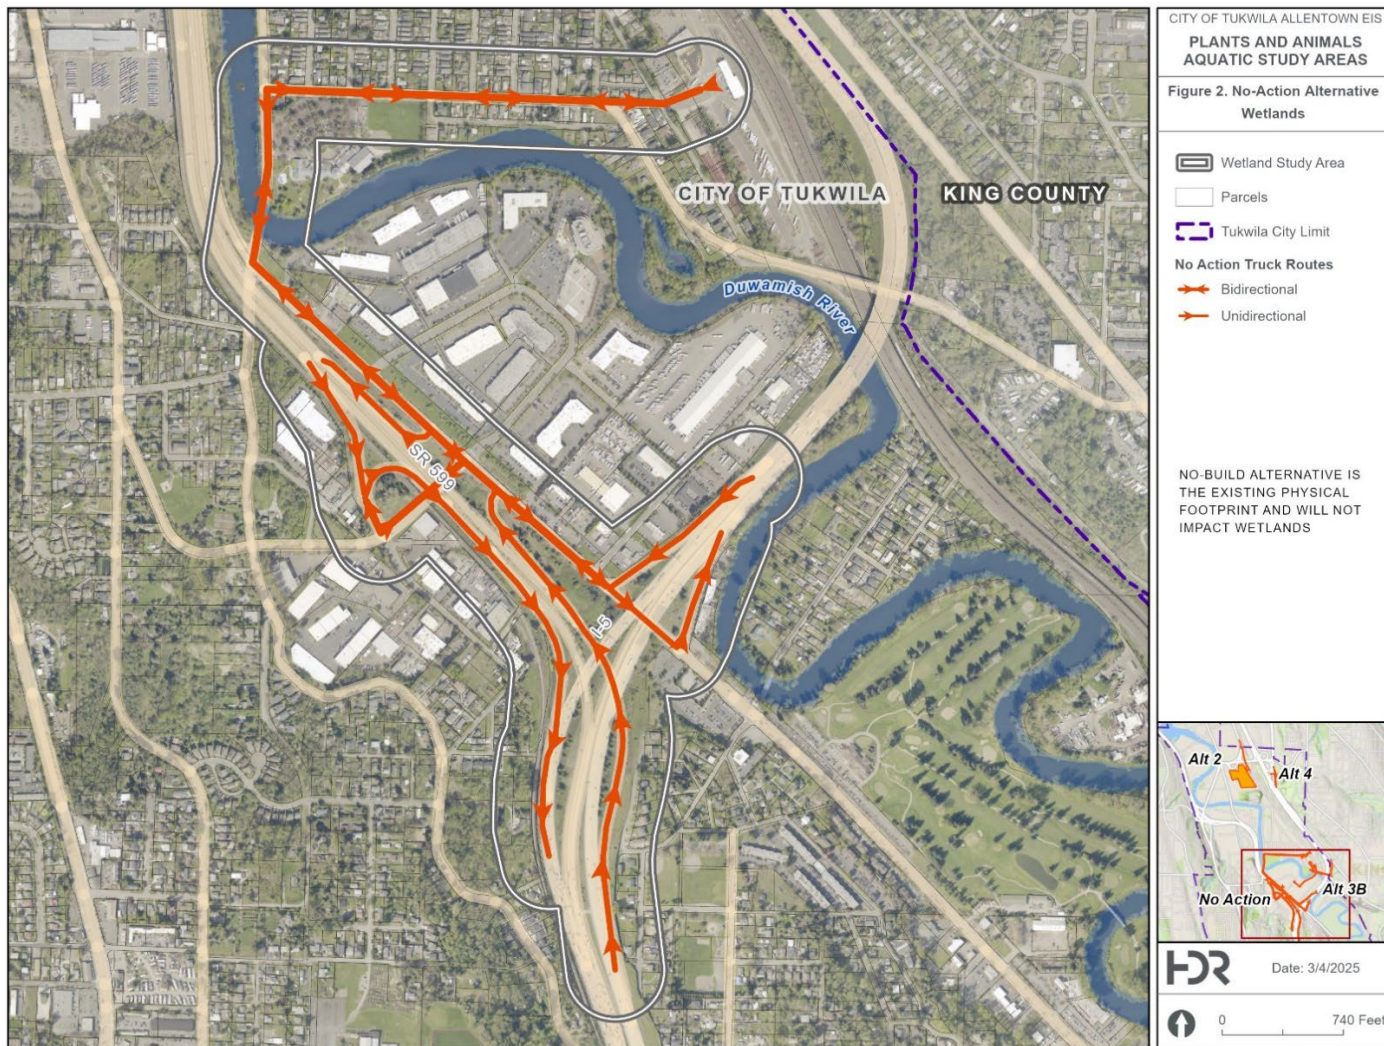 CITY OF TUKWILA ALLENTOWN EIS
PLANTS AND ANIMALS
AQUATIC STUDY AREAS
Figure 2. No-Action Alternative
Wetlands
Wetland Study Area
Parcels
Tukwila City Limit
No Action Truck Routes
Bidirectional
Unidirectional
NO-BUILD ALTERNATIVE IS
THE EXISTING PHYSICAL
FOOTPRINT AND WILL NOT
IMPACT WETLANDS
CITY OF TUKWILA
KING COUNTY
Duwamish River
SR 599
I-5
Alt 2
Alt 4
No Action
Alt 3B
HDR
Date: 3/4/2025
0 740 Feet